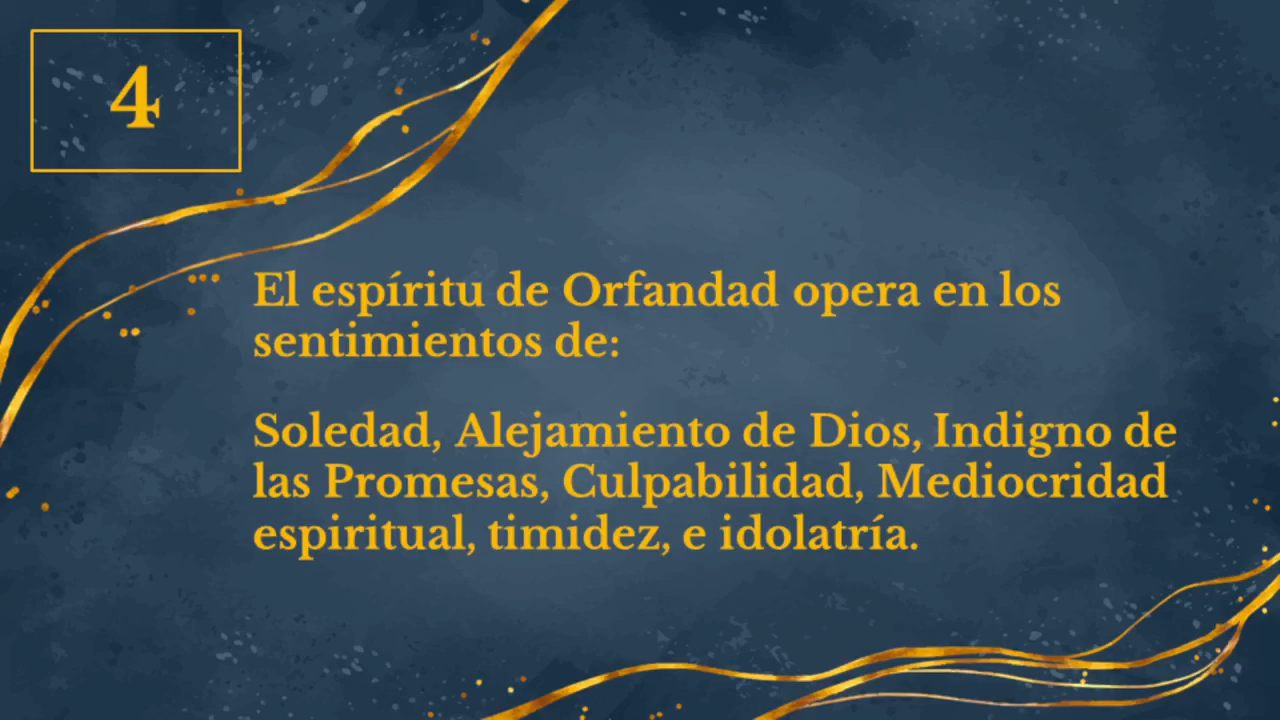 4
El espíritu de Orfandad opera en los
sentimientos de:
Soledad, Alejamiento de Dios, Indigno de
las Promesas, Culpabilidad, Mediocridad
espiritual, timidez, e idolatría.